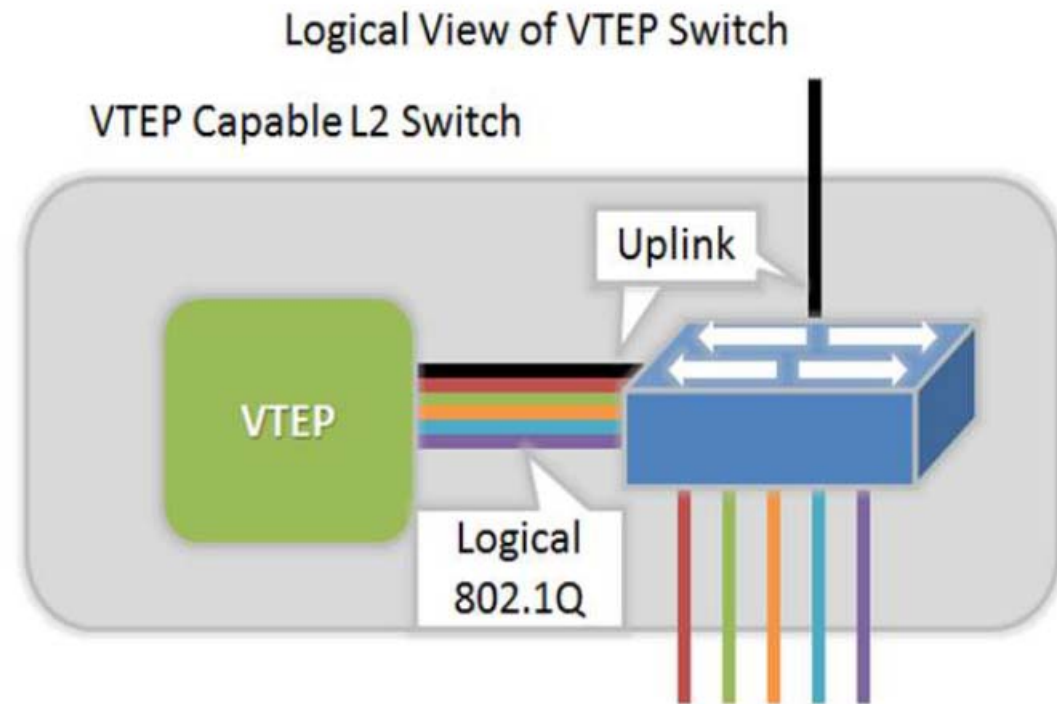 Logical View of VTEP Switch
VTEP Capable L2 Switch
Uplink
VTEP
Logical
802.1Q